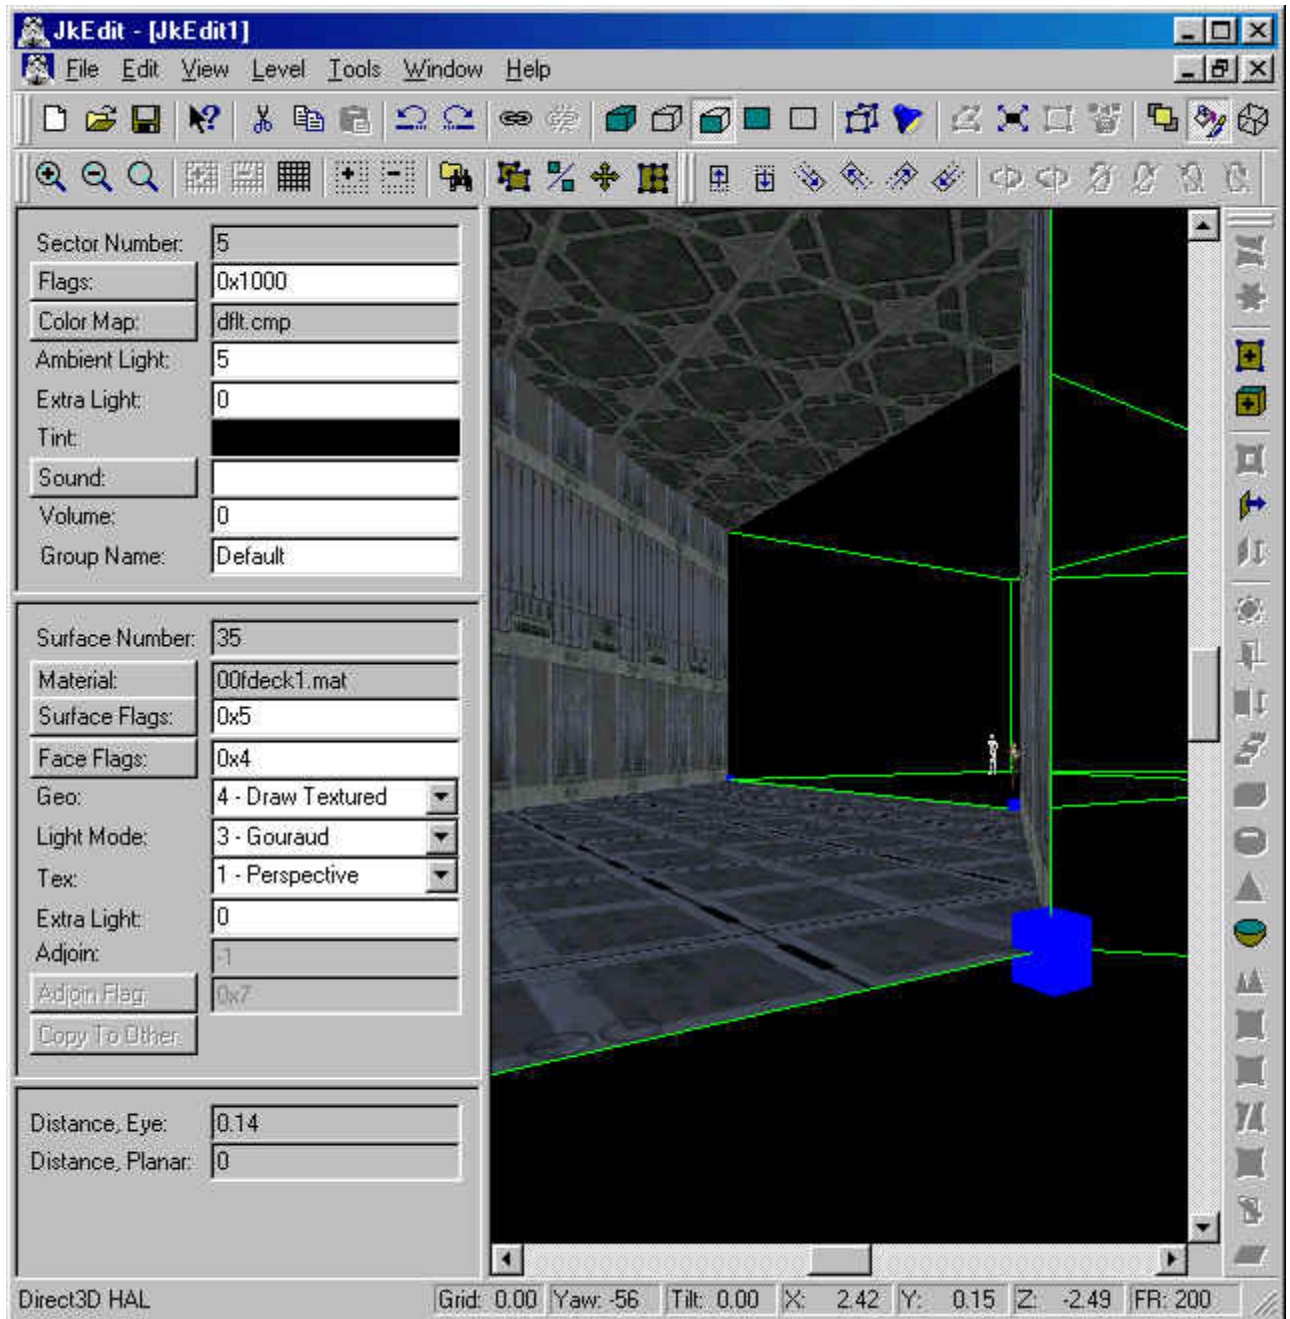 JkEdit - [JkEdit1]
File Edit View Level Tools Window Help
Sector Number: 5
Flags: 0x1000
Color Map: dflt.cmp
Ambient Light: 5
Extra Light: 0
Tint:
Sound:
Volume: 0
Group Name: Default
Surface Number: 35
Material: 00fdeck1.mat
Surface Flags: 0x5
Face Flags: 0x4
Geo: 4 - Draw Textured
Light Mode: 3 - Gouraud
Tex: 1 - Perspective
Extra Light: 0
Adjoin: -1
Adjoin Flag: 0x7
Copy To Other:
Distance, Eye: 0.14
Distance, Planar: 0
Direct3D HAL Grid: 0.00 Yaw: -56 Tilt: 0.00 X: 2.42 Y: 0.15 Z: -2.49 FR: 200